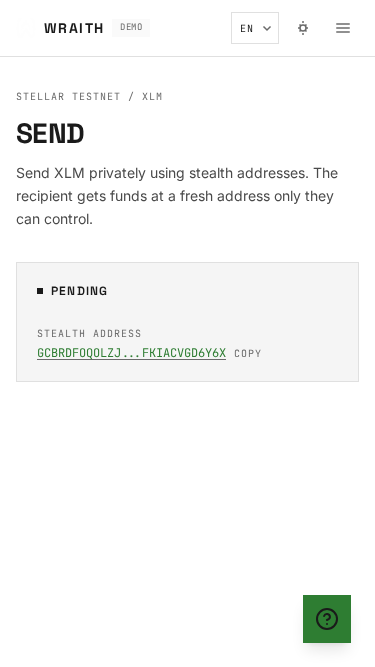 WRAITH DEMO EN
STELLAR TESTNET / XLM
SEND
Send XLM privately using stealth addresses. The
recipient gets funds at a fresh address only they
can control.
PENDING
STEALTH ADDRESS
GCBRDFOQOLZJ...FKIACVGD6Y6X COPY